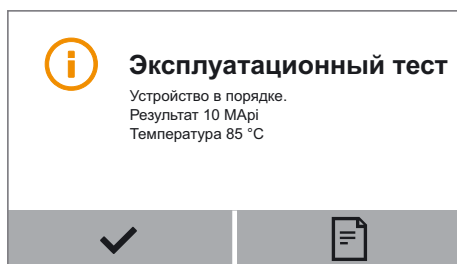 Эксплуатационный тест
Устройство в порядке.
Результат 10 MApi
Температура 85 °C